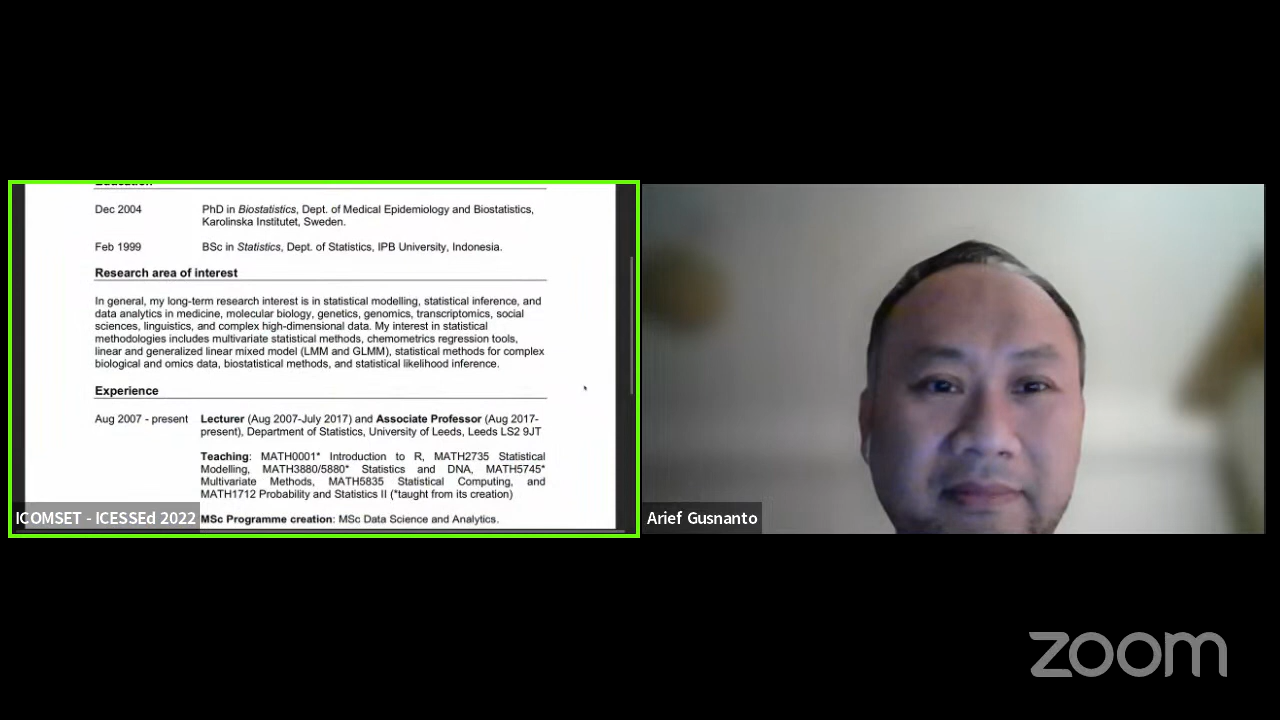 Education
Dec 2004 PhD in Biostatistics, Dept. of Medical Epidemiology and Biostatistics,
Karolinska Institutet, Sweden.
Feb 1999 BSc in Statistics, Dept. of Statistics, IPB University, Indonesia.
Research area of interest
In general, my long-term research interest is in statistical modelling, statistical inference, and
data analytics in medicine, molecular biology, genetics, genomics, transcriptomics, social
sciences, linguistics, and complex high-dimensional data. My interest in statistical
methodologies includes multivariate statistical methods, chemometrics regression tools,
linear and generalized linear mixed model (LMM and GLMM), statistical methods for complex
biological and omics data, biostatistical methods, and statistical likelihood inference.
Experience
Aug 2007 - present Lecturer (Aug 2007-July 2017) and Associate Professor (Aug 2017-
present), Department of Statistics, University of Leeds, Leeds LS2 9JT
Teaching: MATH0001* Introduction to R, MATH2735 Statistical
Modelling, MATH3880/5880* Statistics and DNA, MATH5745*
Multivariate Methods, MATH5835 Statistical Computing, and
MATH1712 Probability and Statistics II (*taught from its creation)
MSc Programme creation: MSc Data Science and Analytics.
ICOMSET - ICESSEd 2022
Arief Gusnanto
zoom